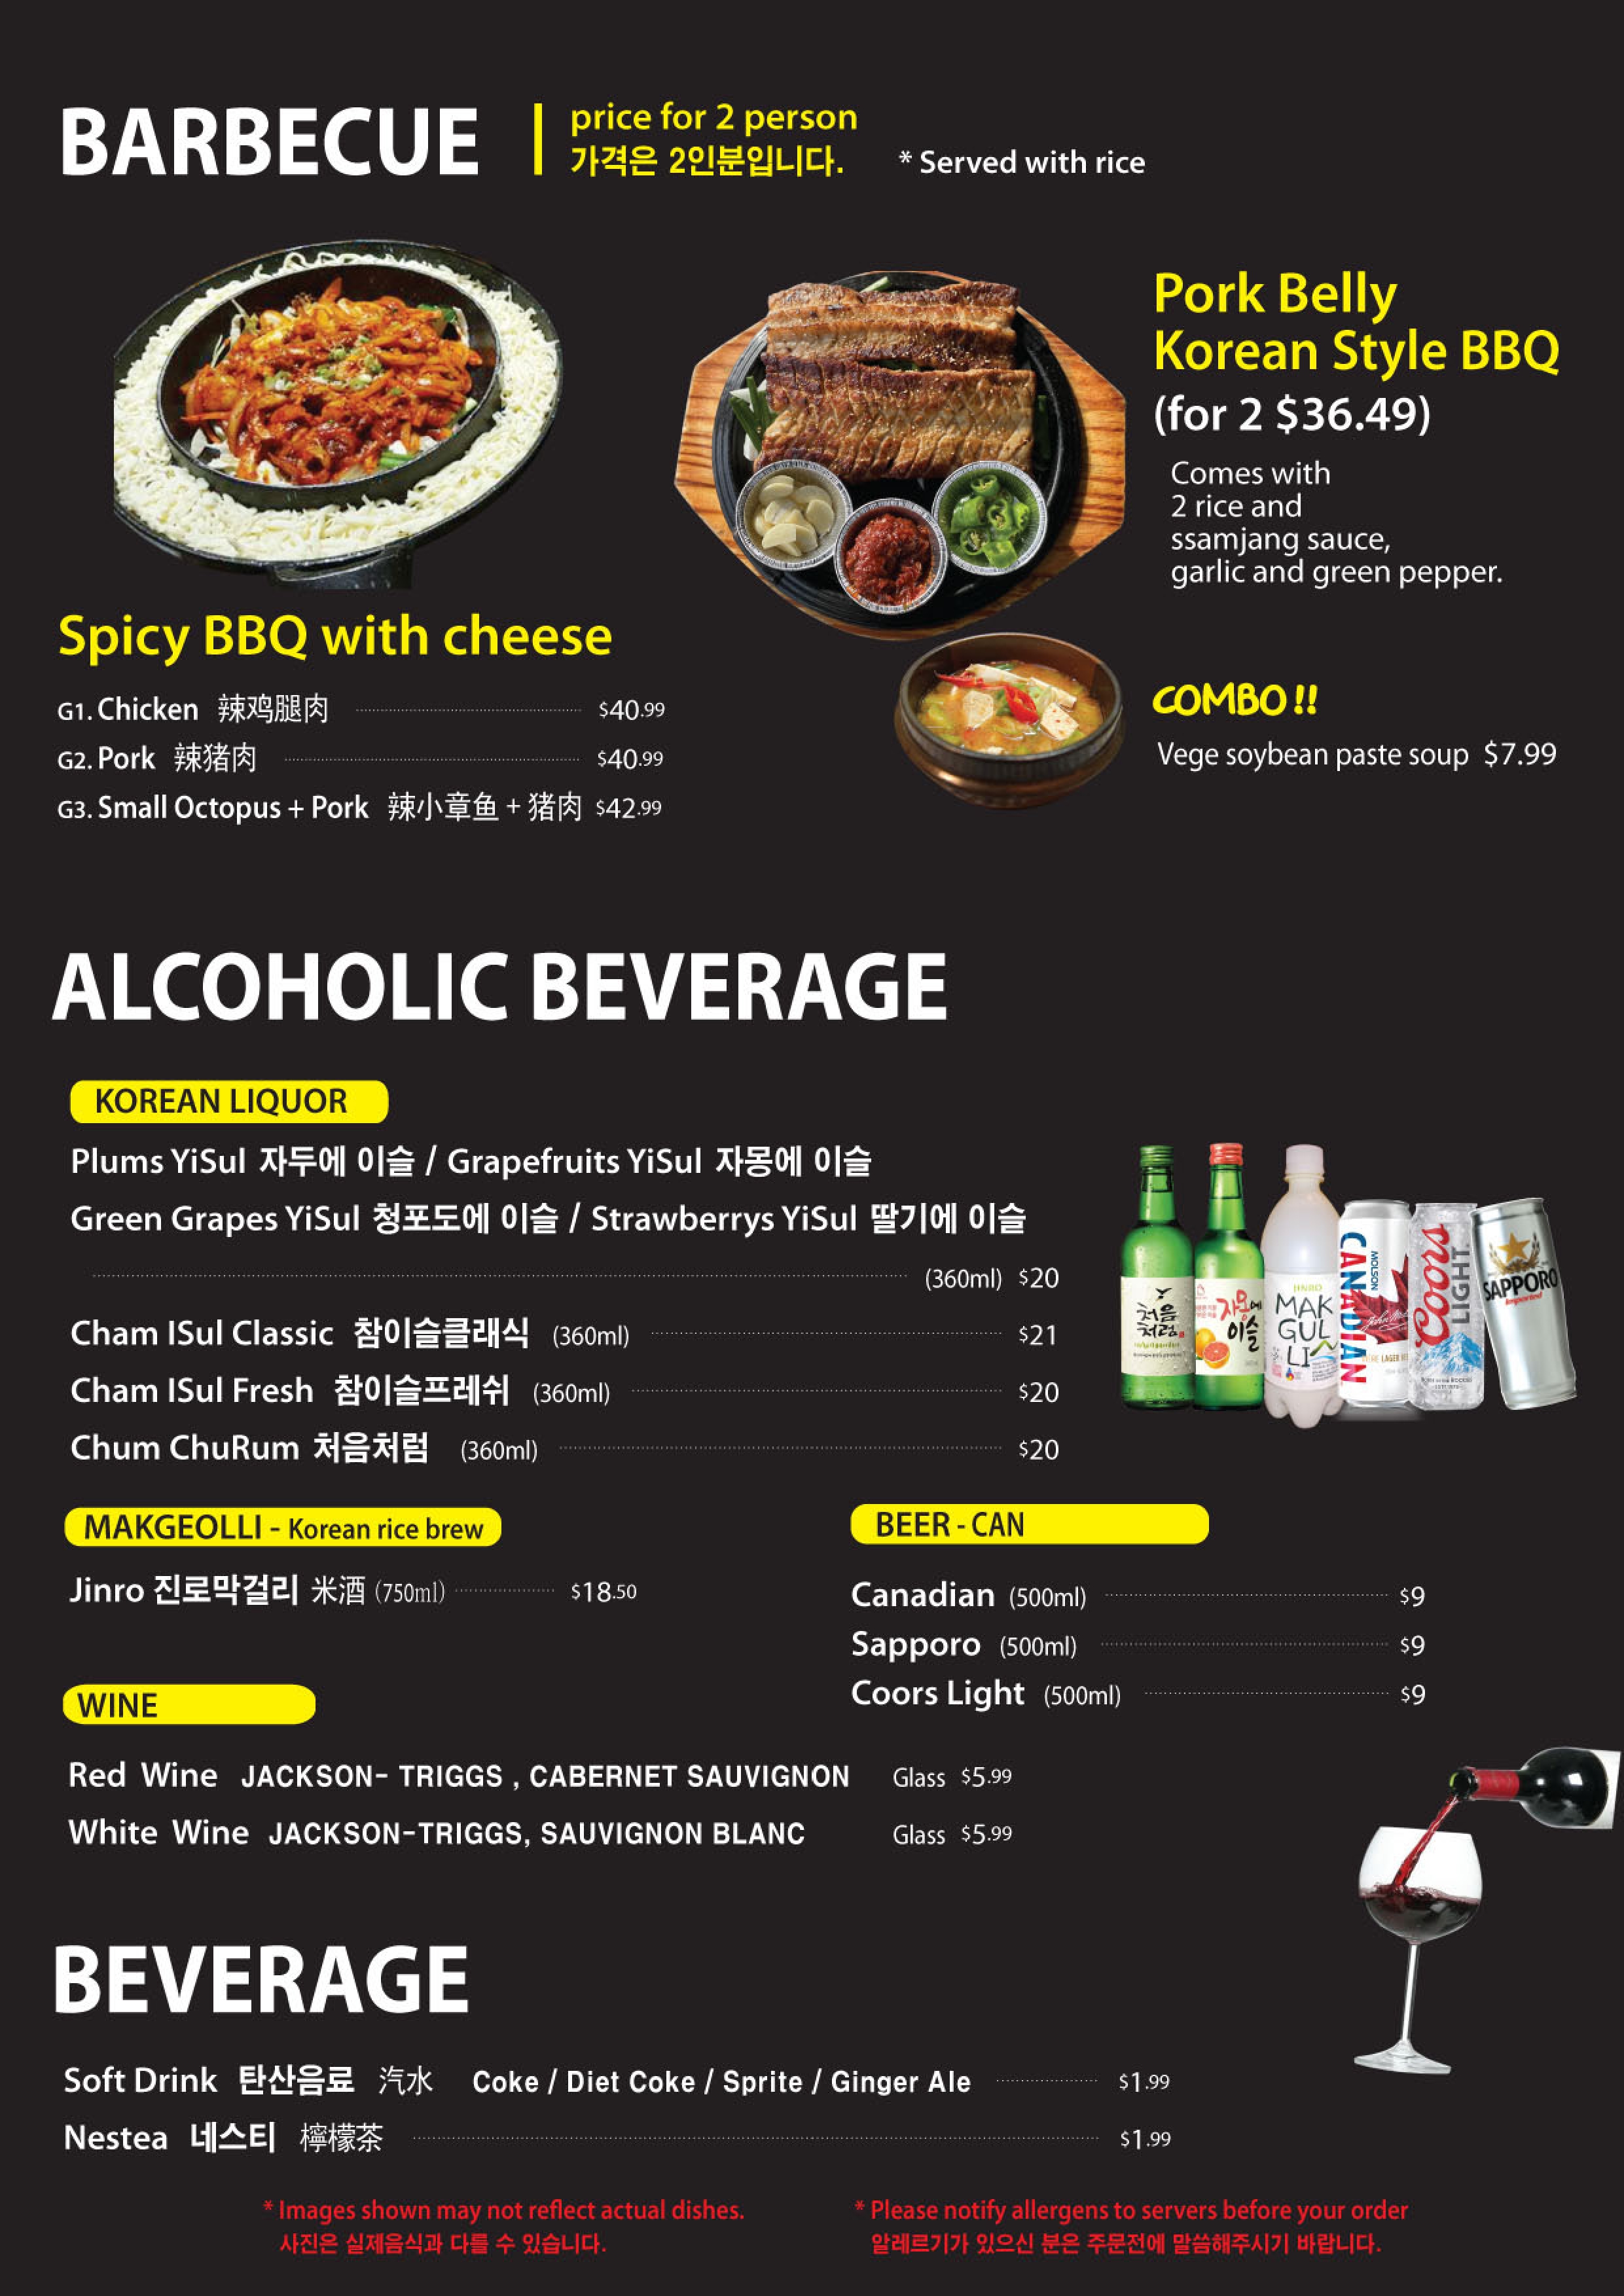 BARBECUE
price for 2 person
가격은 2인분입니다.
* Served with rice
Pork Belly
Korean Style BBQ
(for 2 $36.49)
Comes with
2 rice and
ssamjang sauce,
garlic and green pepper.
Spicy BBQ with cheese
G1. Chicken 辣鸡腿肉 $40.99
G2. Pork 辣猪肉 $40.99
G3. Small Octopus + Pork 辣小章鱼 + 猪肉 $42.99
COMBO !!
Vege soybean paste soup $7.99
ALCOHOLIC BEVERAGE
KOREAN LIQUOR
Plums YiSul 자두에 이슬 / Grapefruits YiSul 자몽에 이슬
Green Grapes YiSul 청포도에 이슬 / Strawberrys YiSul 딸기에 이슬
(360ml) $20
Cham ISul Classic 참이슬클래식 (360ml) $21
Cham ISul Fresh 참이슬프레쉬 (360ml) $20
Chum ChuRum 처음처럼 (360ml) $20
처음
처럼
자몽에
이슬
MAK
GUL
LI
MOLSON
CANADIAN
Coors
LIGHT
SAPPORO
Imported
MAKGEOLLI - Korean rice brew
Jinro 진로막걸리 米酒 (750ml) $18.50
BEER - CAN
Canadian (500ml) $9
Sapporo (500ml) $9
Coors Light (500ml) $9
WINE
Red Wine JACKSON- TRIGGS , CABERNET SAUVIGNON Glass $5.99
White Wine JACKSON-TRIGGS, SAUVIGNON BLANC Glass $5.99
BEVERAGE
Soft Drink 탄산음료 汽水 Coke / Diet Coke / Sprite / Ginger Ale $1.99
Nestea 네스티 檸檬茶 $1.99
* Images shown may not reflect actual dishes.
사진은 실제음식과 다를 수 있습니다.
* Please notify allergens to servers before your order
알레르기가 있으신 분은 주문전에 말씀해주시기 바랍니다.